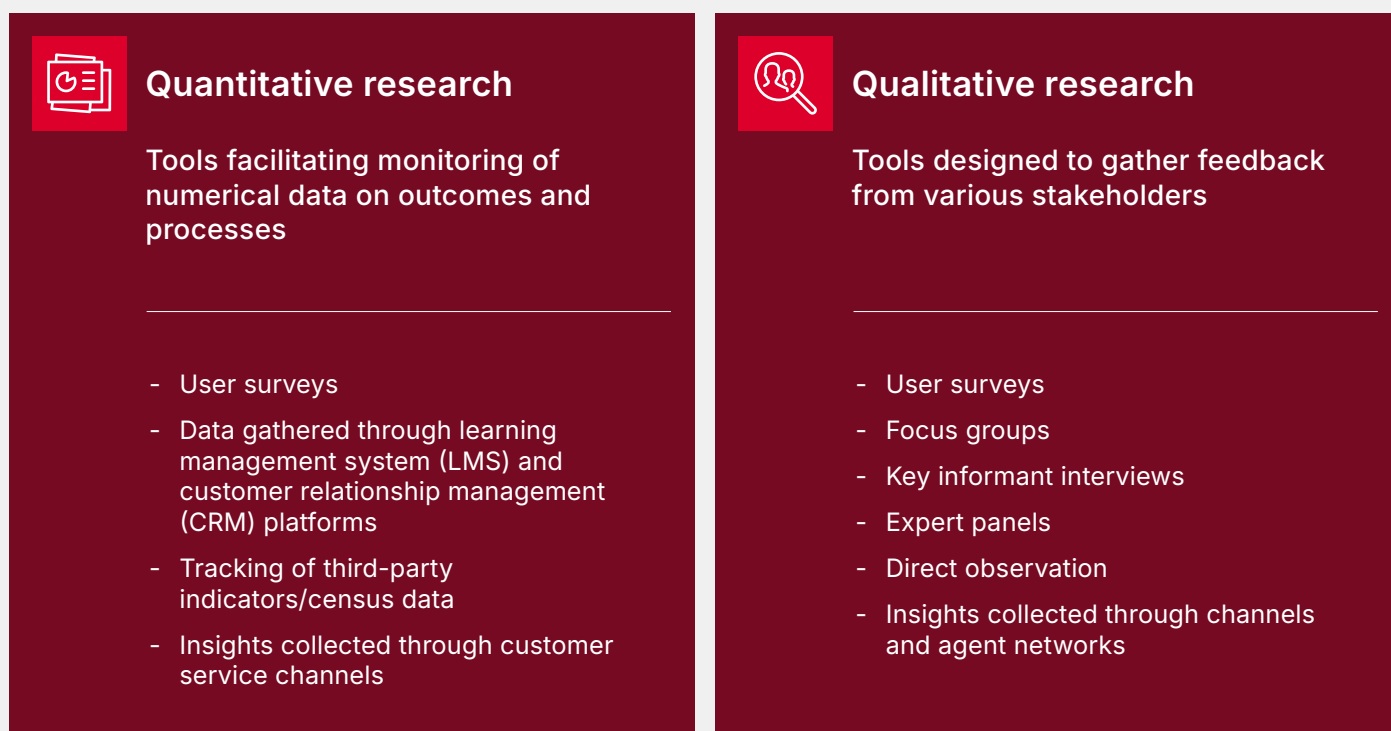 Quantitative research
Tools facilitating monitoring of
numerical data on outcomes and
processes
- User surveys
- Data gathered through learning
management system (LMS) and
customer relationship management
(CRM) platforms
- Tracking of third-party
indicators/census data
- Insights collected through customer
service channels
Qualitative research
Tools designed to gather feedback
from various stakeholders
- User surveys
- Focus groups
- Key informant interviews
- Expert panels
- Direct observation
- Insights collected through channels
and agent networks